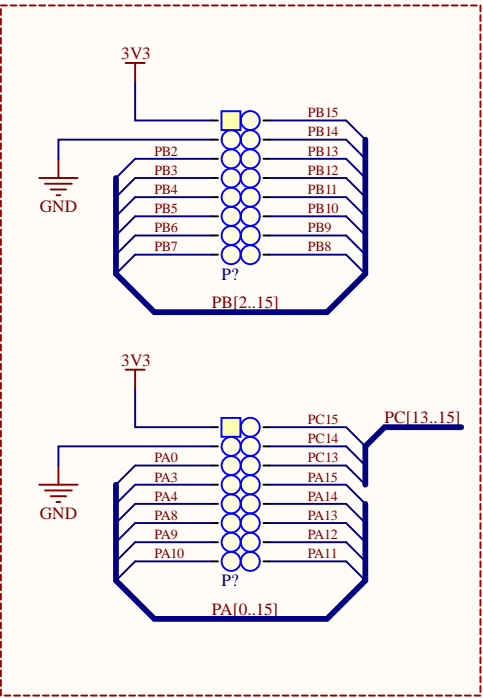 3V3
PB15
PB14
PB2 PB13
PB3 PB12
GND
PB4 PB11
PB5 PB10
PB6 PB9
PB7 PB8
P?
PB[2..15]
3V3
PC15 PC[13..15]
PC14
PA0 PC13
PA3 PA15
GND
PA4 PA14
PA8 PA13
PA9 PA12
PA10 PA11
P?
PA[0..15]